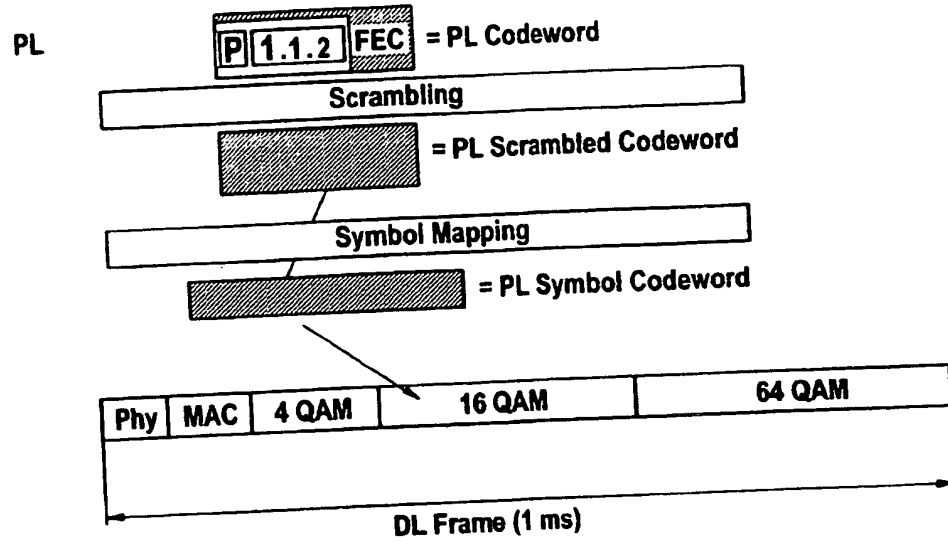 PL P 1.1.2 FEC = PL Codeword
Scrambling
= PL Scrambled Codeword
Symbol Mapping
= PL Symbol Codeword
Phy MAC 4 QAM 16 QAM 64 QAM
DL Frame (1 ms)